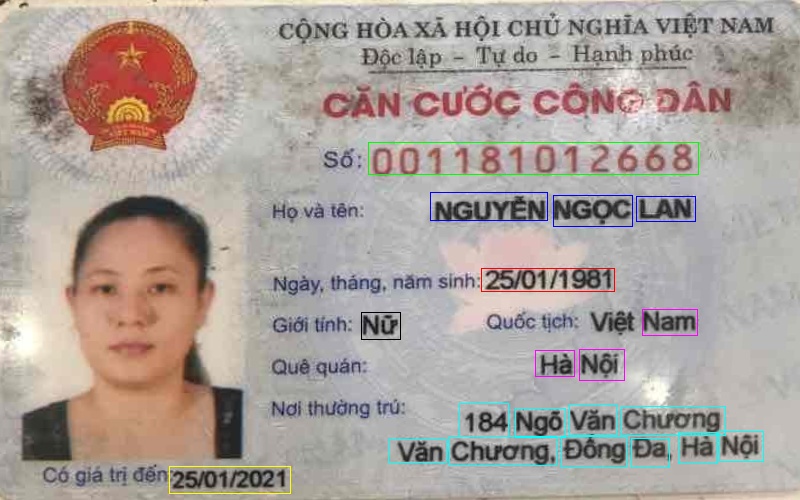 CỘNG HÒA XÃ HỘI CHỦ NGHĨA VIỆT NAM
Độc lập - Tự do - Hạnh phúc
CĂN CƯỚC CÔNG DÂN
Số: 001181012668
Họ và tên: NGUYỄN NGỌC LAN
Ngày, tháng, năm sinh: 25/01/1981
Giới tính: Nữ Quốc tịch: Việt Nam
Quê quán: Hà Nội
Nơi thường trú: 184 Ngõ Văn Chương
Văn Chương, Đống Đa, Hà Nội
Có giá trị đến: 25/01/2021